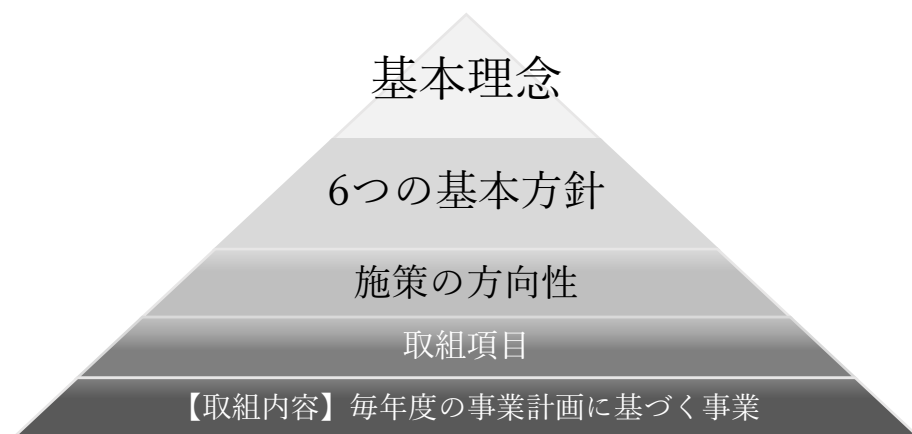 基本理念
6つの基本方針
施策の方向性
取組項目
【取組内容】毎年度の事業計画に基づく事業